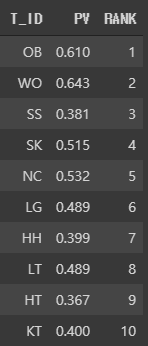 T_ID PV RANK
OB 0.610 1
WO 0.643 2
SS 0.381 3
SK 0.515 4
NC 0.532 5
LG 0.489 6
HH 0.399 7
LT 0.489 8
HT 0.367 9
KT 0.400 10